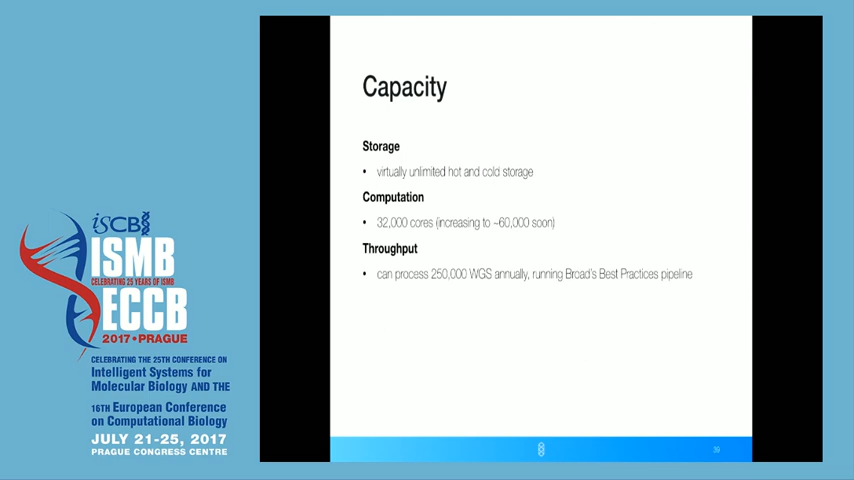 iSCB
ISMB
CELEBRATING 25 YEARS OF ISMB
ECCB
2017 • PRAGUE
CELEBRATING THE 25TH CONFERENCE ON
Intelligent Systems for
Molecular Biology AND THE
16TH European Conference
on Computational Biology
JULY 21-25, 2017
PRAGUE CONGRESS CENTRE
Capacity
Storage
• virtually unlimited hot and cold storage
Computation
• 32,000 cores (increasing to ~60,000 soon)
Throughput
• can process 250,000 WGS annually, running Broad's Best Practices pipeline
39